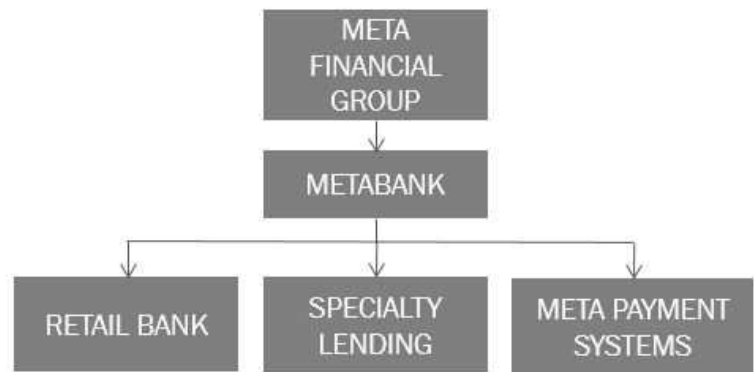 META
FINANCIAL
GROUP
METABANK
RETAIL BANK
SPECIALTY
LENDING
META PAYMENT
SYSTEMS